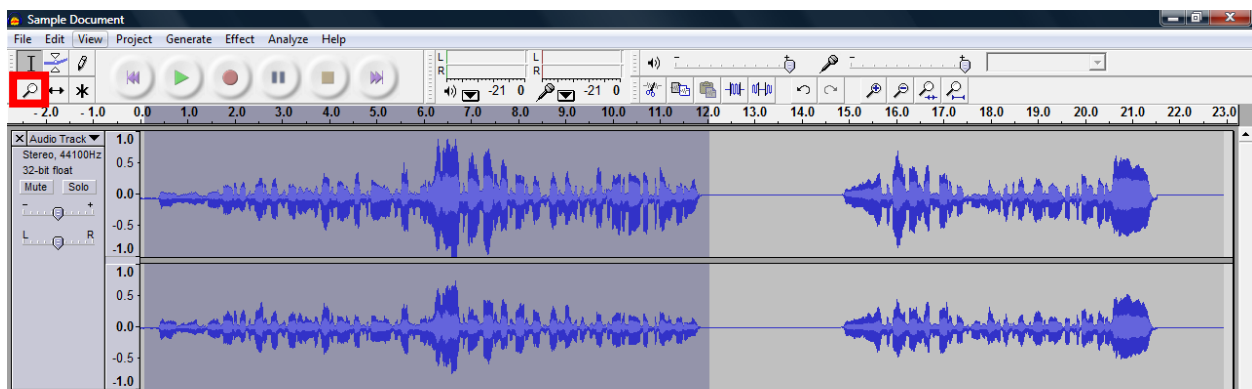 Sample Document
File Edit View Project Generate Effect Analyze Help
L
R
-21 0
L
R
-21 0
- 2.0 - 1.0 0.0 1.0 2.0 3.0 4.0 5.0 6.0 7.0 8.0 9.0 10.0 11.0 12.0 13.0 14.0 15.0 16.0 17.0 18.0 19.0 20.0 21.0 22.0 23.0
X Audio Track
Stereo, 44100Hz
32-bit float
Mute Solo
- +
L R
1.0
0.5
0.0
-0.5
-1.0
1.0
0.5
0.0
-0.5
-1.0